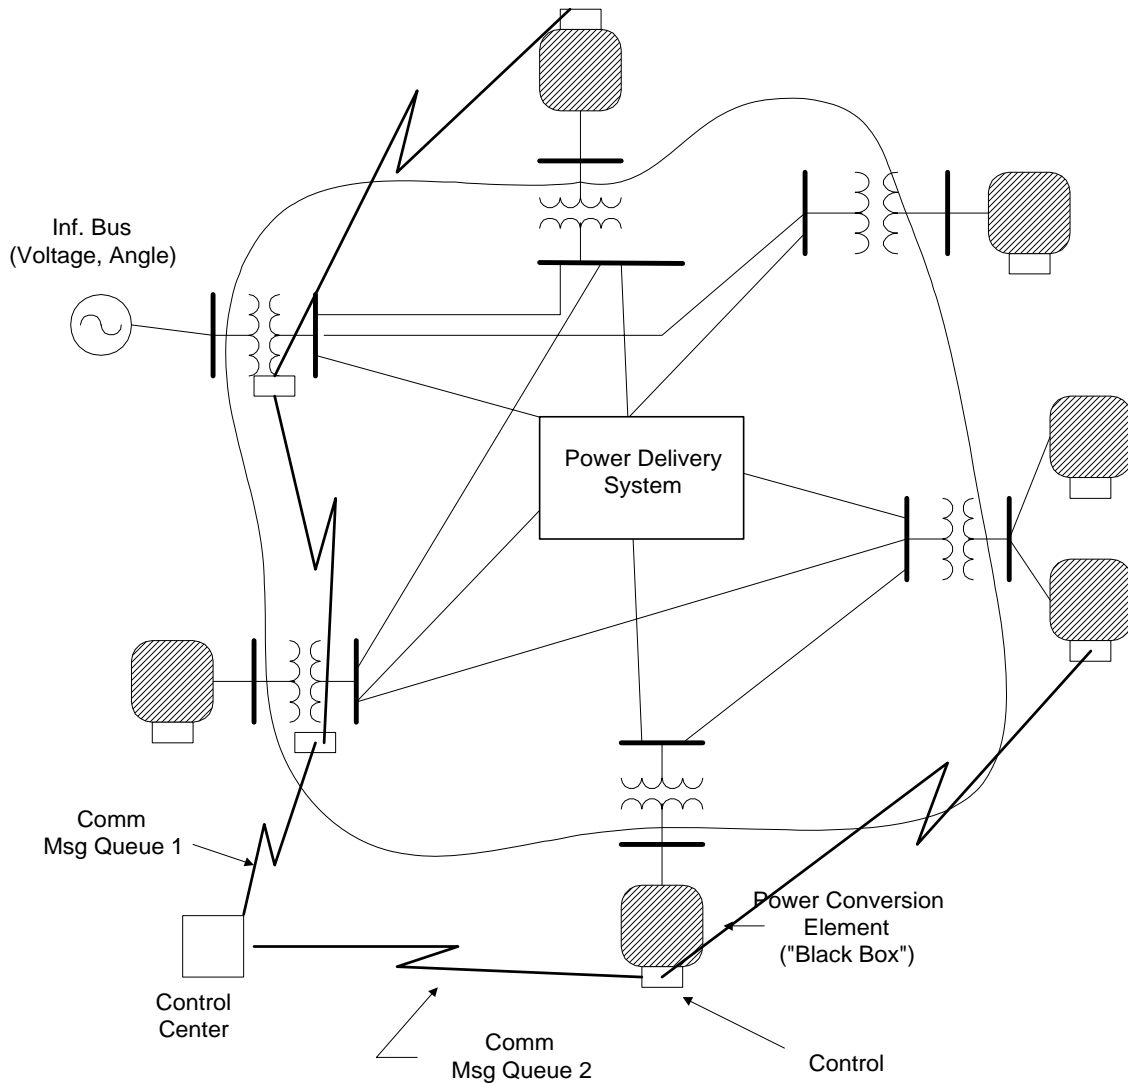 Inf. Bus
(Voltage, Angle)
Power Delivery
System
Comm
Msg Queue 1
Power Conversion
Element
("Black Box")
Control
Center
Comm
Msg Queue 2
Control